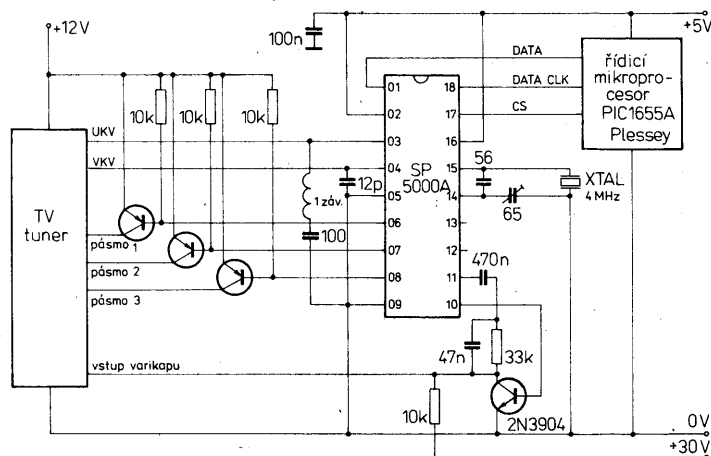 +12V
100n
+5V
DATA
DATA CLK
CS
řídicí
mikropro-
cesor
PIC1655A
Plessey
10k
10k
10k
01
02
03
04
05
06
07
08
09
18
17
16
15
14
13
12
11
10
SP
5000A
UKV
VKV
TV
tuner
12p
1 záv.
100
56
65
XTAL
4MHz
pásmo 1
pásmo 2
pásmo 3
470n
47n
33k
vstup varikapu
10k
2N3904
0V
+30V